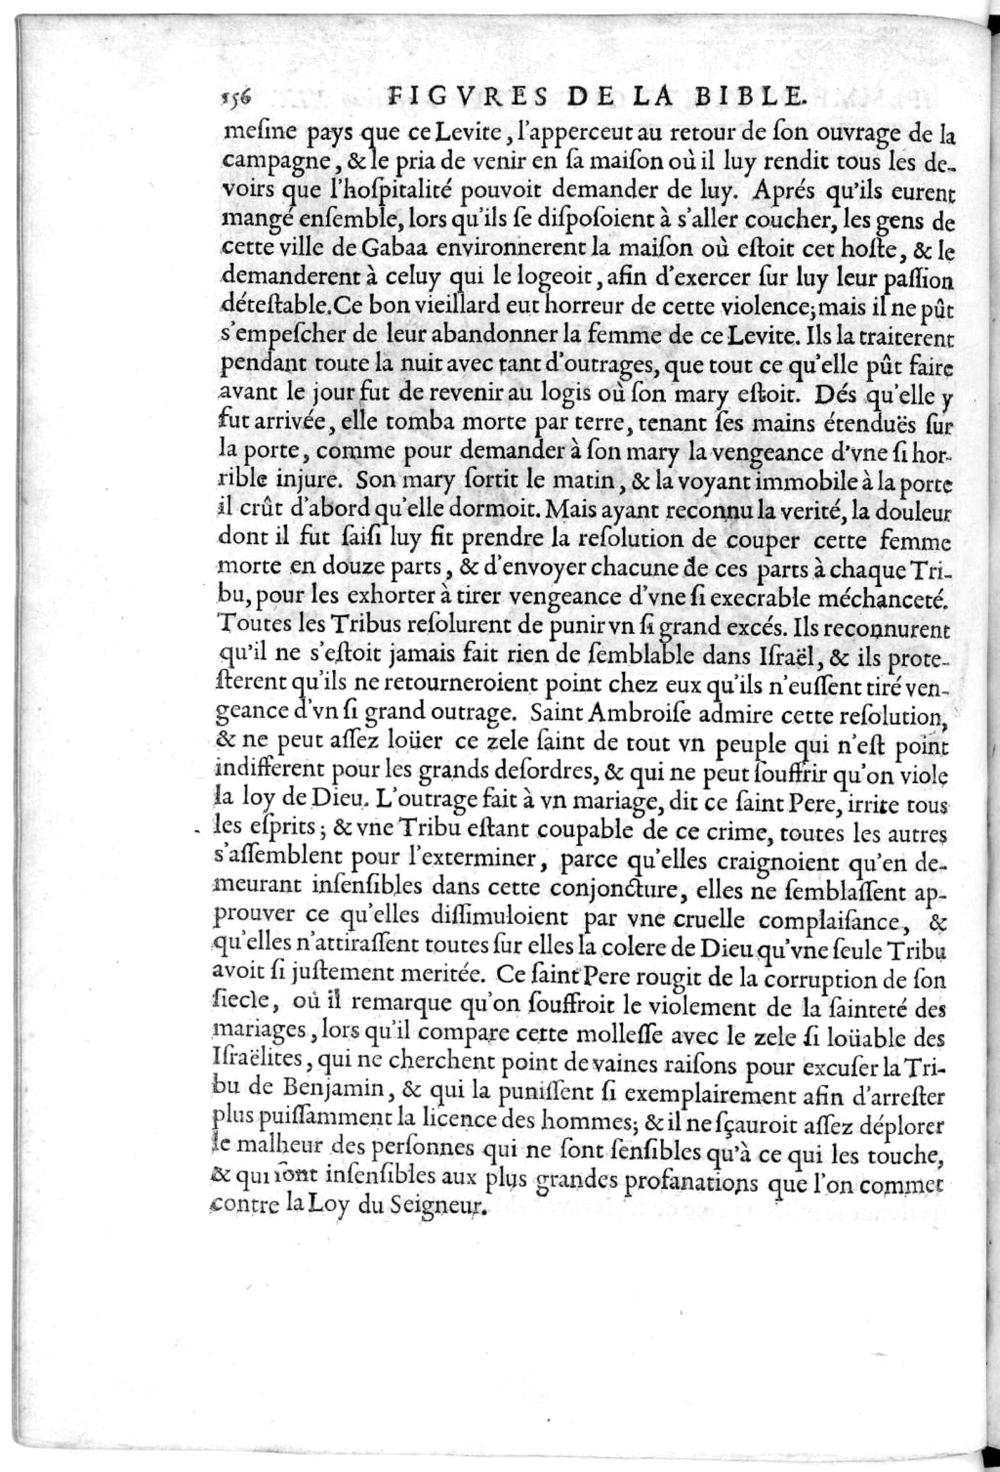 156 FIGVRES DE LA BIBLE.
meſme pays que ce Levite, l'apperceut au retour de ſon ouvrage de la
campagne, & le pria de venir en ſa maiſon où il luy rendit tous les de-
voirs que l'hoſpitalité pouvoit demander de luy. Aprés qu'ils eurent
mangé enſemble, lors qu'ils ſe diſpoſoient à s'aller coucher, les gens de
cette ville de Gabaa environnerent la maiſon où eſtoit cet hoſte, & le
demanderent à celuy qui le logeoit, afin d'exercer ſur luy leur paſſion
déteſtable. Ce bon vieillard eut horreur de cette violence; mais il ne pût
s'empeſcher de leur abandonner la femme de ce Levite. Ils la traiterent
pendant toute la nuit avec tant d'outrages, que tout ce qu'elle pût faire
avant le jour fut de revenir au logis où ſon mary eſtoit. Dés qu'elle y
fut arrivée, elle tomba morte par terre, tenant ſes mains étenduës ſur
la porte, comme pour demander à ſon mary la vengeance d'vne ſi hor-
rible injure. Son mary ſortit le matin, & la voyant immobile à la porte
il crût d'abord qu'elle dormoit. Mais ayant reconnu la verité, la douleur
dont il fut ſaiſi luy fit prendre la reſolution de couper cette femme
morte en douze parts, & d'envoyer chacune de ces parts à chaque Tri-
bu, pour les exhorter à tirer vengeance d'vne ſi execrable méchanceté.
Toutes les Tribus reſolurent de punir vn ſi grand excés. Ils reconnurent
qu'il ne s'eſtoit jamais fait rien de ſemblable dans Iſraël, & ils prote-
ſterent qu'ils ne retourneroient point chez eux qu'ils n'euſſent tiré ven-
geance d'vn ſi grand outrage. Saint Ambroiſe admire cette reſolution,
& ne peut aſſez loüer ce zele ſaint de tout vn peuple qui n'eſt point
indifferent pour les grands deſordres, & qui ne peut ſouffrir qu'on viole
la loy de Dieu. L'outrage fait à vn mariage, dit ce ſaint Pere, irrite tous
les eſprits; & vne Tribu eſtant coupable de ce crime, toutes les autres
s'aſſemblent pour l'exterminer, parce qu'elles craignoient qu'en de-
meurant inſenſibles dans cette conjoncture, elles ne ſemblaſſent ap-
prouver ce qu'elles diſſimuloient par vne cruelle complaiſance, &
qu'elles n'attiraſſent toutes ſur elles la colere de Dieu qu'vne ſeule Tribu
avoit ſi juſtement meritée. Ce ſaint Pere rougit de la corruption de ſon
ſiecle, où il remarque qu'on ſouffroit le violement de la ſainteté des
mariages, lors qu'il compare cette molleſſe avec le zele ſi loüable des
Iſraëlites, qui ne cherchent point de vaines raiſons pour excuſer la Tri-
bu de Benjamin, & qui la puniſſent ſi exemplairement afin d'arreſter
plus puiſſamment la licence des hommes; & il ne ſçauroit aſſez déplorer
le malheur des perſonnes qui ne ſont ſenſibles qu'à ce qui les touche,
& qui ſont inſenſibles aux plus grandes profanations que l'on commet
contre la Loy du Seigneur.